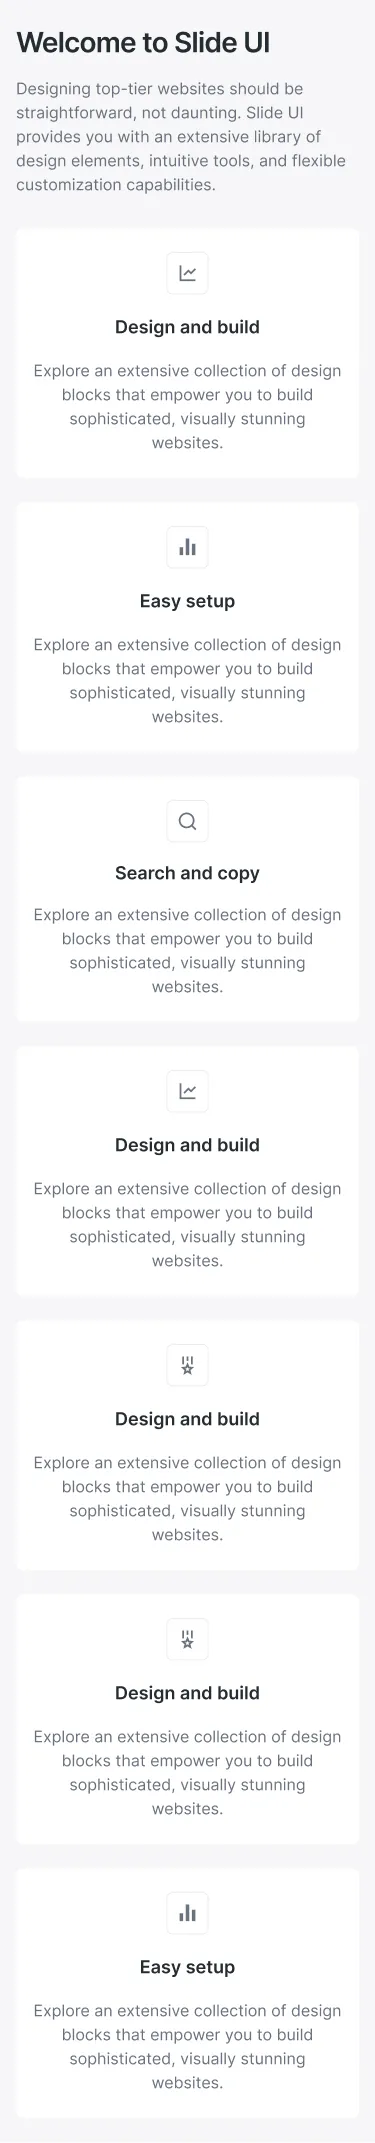 Welcome to Slide UI
Designing top-tier websites should be
straightforward, not daunting. Slide UI
provides you with an extensive library of
design elements, intuitive tools, and flexible
customization capabilities.
Design and build
Explore an extensive collection of design
blocks that empower you to build
sophisticated, visually stunning
websites.
Easy setup
Explore an extensive collection of design
blocks that empower you to build
sophisticated, visually stunning
websites.
Search and copy
Explore an extensive collection of design
blocks that empower you to build
sophisticated, visually stunning
websites.
Design and build
Explore an extensive collection of design
blocks that empower you to build
sophisticated, visually stunning
websites.
Design and build
Explore an extensive collection of design
blocks that empower you to build
sophisticated, visually stunning
websites.
Design and build
Explore an extensive collection of design
blocks that empower you to build
sophisticated, visually stunning
websites.
Easy setup
Explore an extensive collection of design
blocks that empower you to build
sophisticated, visually stunning
websites.